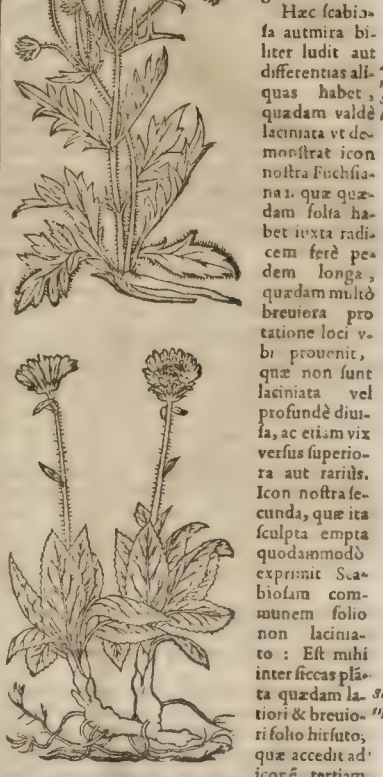 Hæc ſcabio-
ſa autmira bi-
liter ludit aut
differentias ali-
quas habet,
quædam valdè
laciniata vt de-
monſtrat icon
noſtra Fuchſia-
na 1. quæ quæ-
dam folia ha-
bet iuxta radi-
cem ferè pe-
dem longa,
quædam multò
breuiora pro
ratione loci v-
bi prouenit,
quæ non ſunt
laciniata vel
profundè diui-
ſa, ac etiam vix
verſus ſuperio-
ra aut rariùs.
Icon noſtra ſe-
cunda, quæ ita
ſculpta empta
quodammodò
exprimit Sca-
bioſam com-
munem folio
non lacinia-
to : Eſt mihi
inter ſiccas plã-
ta quædam la-
tiori & breuio-
ri folio hirſuto,
quæ accedit ad
iconẽ tertiam